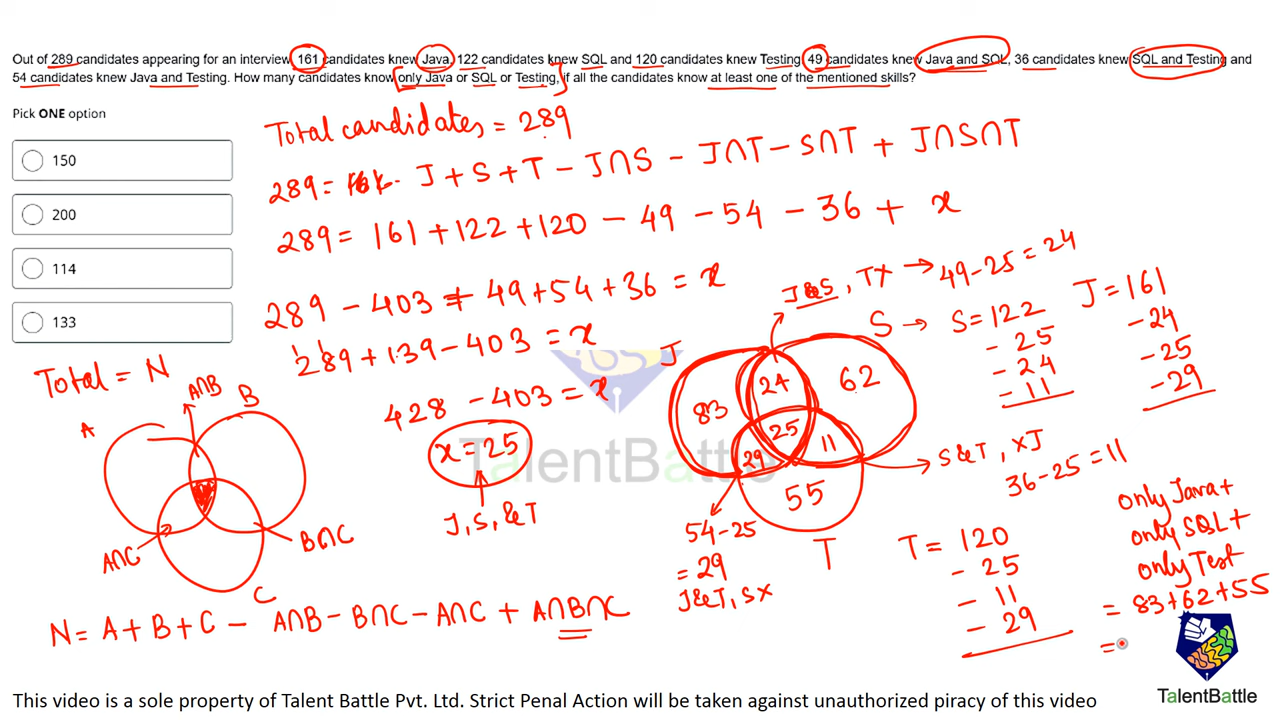 Out of 289 candidates appearing for an interview, 161 candidates knew Java, 122 candidates knew SQL and 120 candidates knew Testing. 49 candidates knew Java and SQL, 36 candidates knew SQL and Testing and
54 candidates knew Java and Testing. How many candidates know only Java or SQL or Testing, if all the candidates know at least one of the mentioned skills?
Pick ONE option
150
200
114
133
Total candidates = 289
289 = J + S + T - J∩S - J∩T - S∩T + J∩S∩T
289 = 161 + 122 + 120 - 49 - 54 - 36 + x
289 - 403 + 49 + 54 + 36 = x
289 + 139 - 403 = x
428 - 403 = x
x = 25
J, S, & T
Total = N
A∩B
A
B
A∩C
B∩C
C
N = A + B + C - A∩B - B∩C - A∩C + A∩B∩C
J&S, TX → 49-25 = 24
J
S → S = 122
- 25
- 24
- 11
J = 161
- 24
- 25
- 29
83
24
62
25
29
11
55
T
S&T, XJ
36-25 = 11
54-25
= 29
J&T, SX
T = 120
- 25
- 11
- 29
only Java +
only SQL +
only Test
= 83+62+55
=
TalentBattle
TalentBattle
This video is a sole property of Talent Battle Pvt. Ltd. Strict Penal Action will be taken against unauthorized piracy of this video